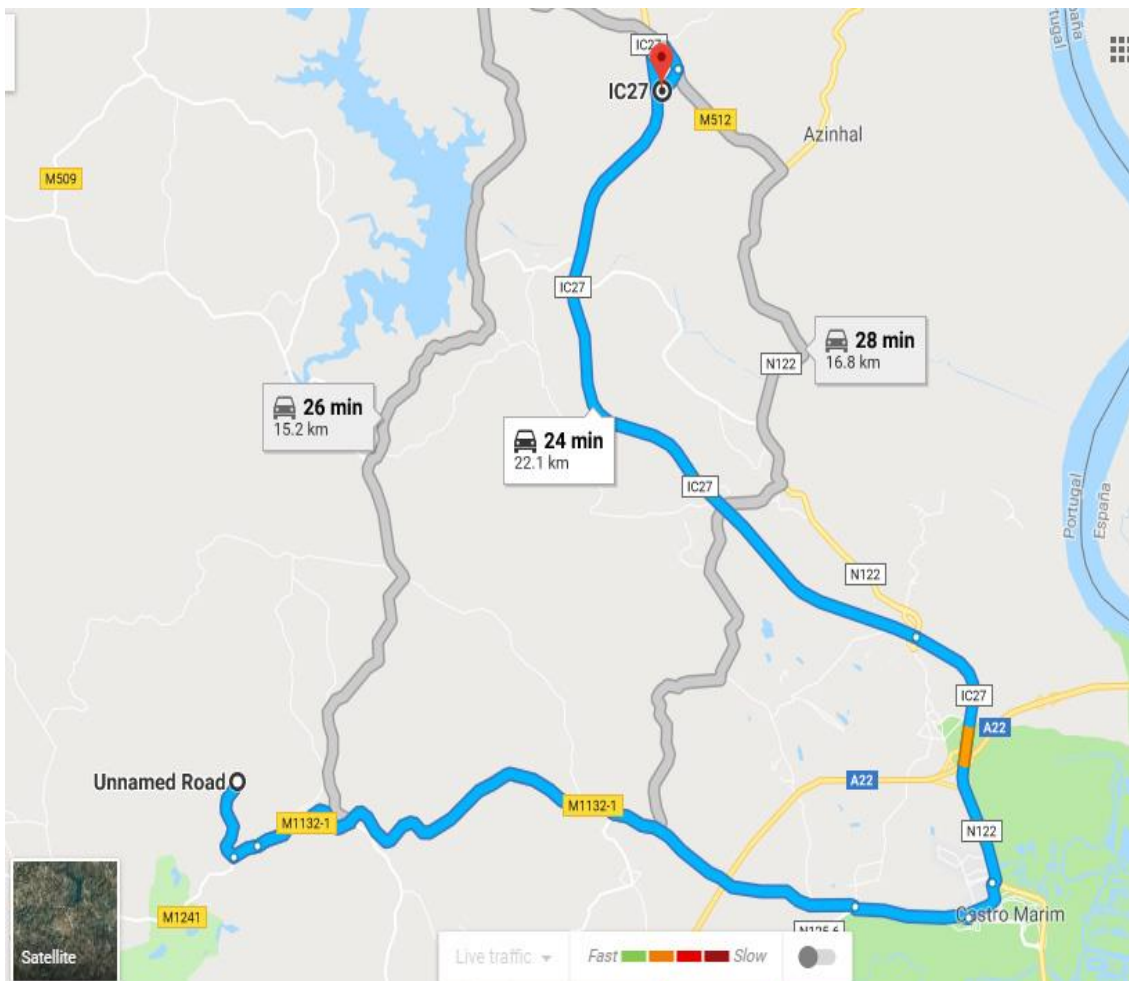 IC27
IC27
M512
Azinhal
M509
IC27
28 min
16.8 km
N122
26 min
15.2 km
24 min
22.1 km
IC27
N122
IC27
A22
A22
Unnamed Road
M1132-1
M1132-1
N122
M1241
Castro Marim
N125-6
Portugal
España
Portugal
España
Satellite
Live traffic
Fast
Slow